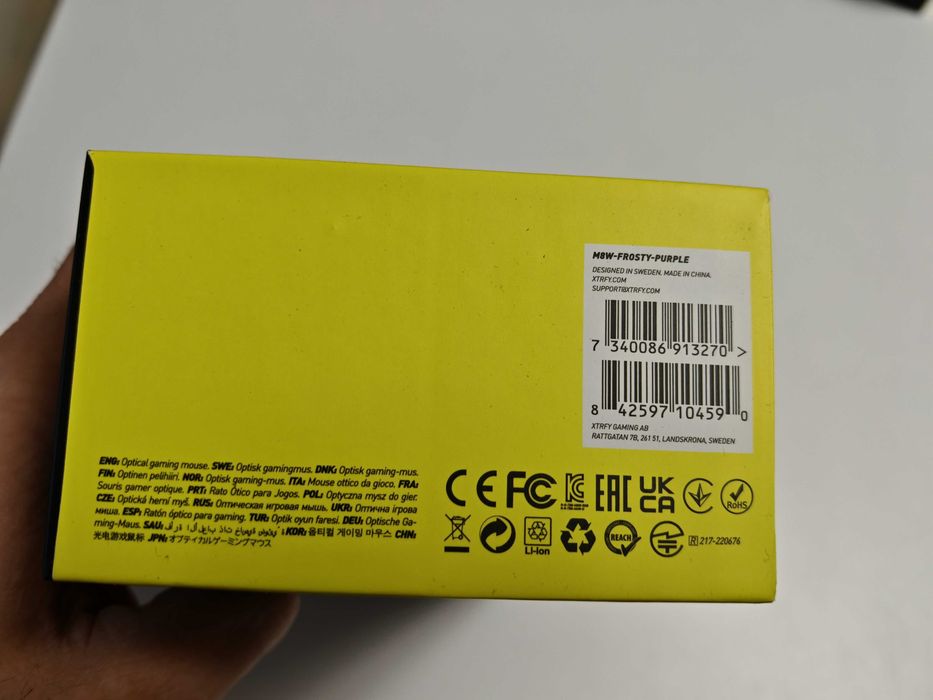 M8W-FROSTY-PURPLE
DESIGNED IN SWEDEN. MADE IN CHINA.
XTRFY.COM
SUPPORT@XTRFY.COM
7 340086 913270 >
8 42597 10459 0
XTRFY GAMING AB
RATTGATAN 7B, 261 51, LANDSKRONA, SWEDEN
ENG: Optical gaming mouse. SWE: Optisk gamingmus. DNK: Optisk gaming-mus.
FIN: Optinen pelihiiri. NOR: Optisk gaming-mus. ITA: Mouse ottico da gioco. FRA:
Souris gamer optique. PRT: Rato Ótico para Jogos. POL: Optyczna mysz do gier.
CZE: Optická herní myš. RUS: Оптическая игровая мышь. UKR: Оптична ігрова
миша. ESP: Ratón óptico para gaming. TUR: Optik oyun faresi. DEU: Optische Ga-
ming-Maus. SAU: KOR: 옵티컬 게이밍 마우스 CHN:
光电游戏鼠标 JPN: オプティカルゲーミングマウス
CE FC EAC UK CA RoHS
Li-ion REACH R 217-220676